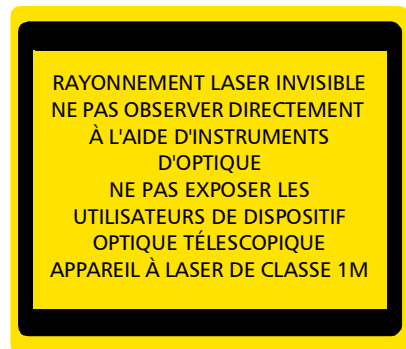 RAYONNEMENT LASER INVISIBLE
NE PAS OBSERVER DIRECTEMENT
À L'AIDE D'INSTRUMENTS
D'OPTIQUE
NE PAS EXPOSER LES
UTILISATEURS DE DISPOSITIF
OPTIQUE TÉLESCOPIQUE
APPAREIL À LASER DE CLASSE 1M